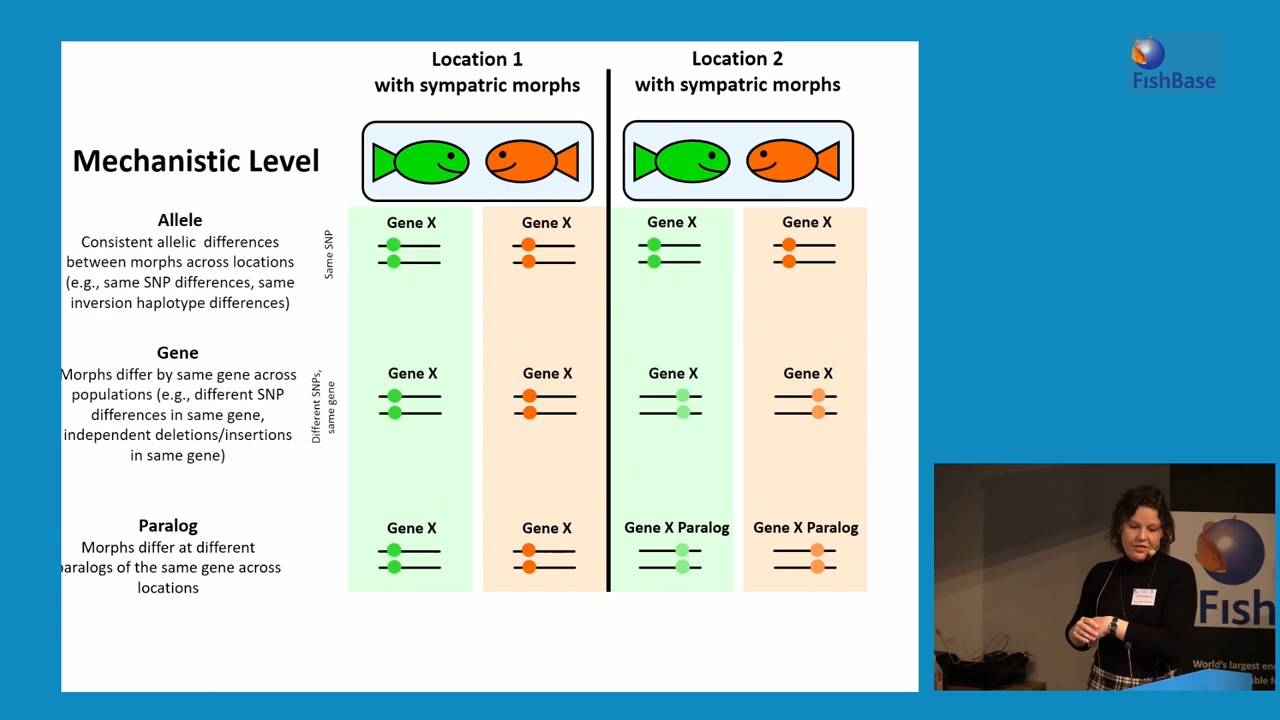 Location 1
with sympatric morphs
Location 2
with sympatric morphs
FishBase
Mechanistic Level
Allele
Consistent allelic differences
between morphs across locations
(e.g., same SNP differences, same
inversion haplotype differences)
Same SNP
Gene X
Gene X
Gene X
Gene X
Gene
Morphs differ by same gene across
populations (e.g., different SNP
differences in same gene,
independent deletions/insertions
in same gene)
Different SNPs,
same gene
Gene X
Gene X
Gene X
Gene X
Paralog
Morphs differ at different
paralogs of the same gene across
locations
Gene X
Gene X
Gene X Paralog
Gene X Paralog
Fish
World's largest